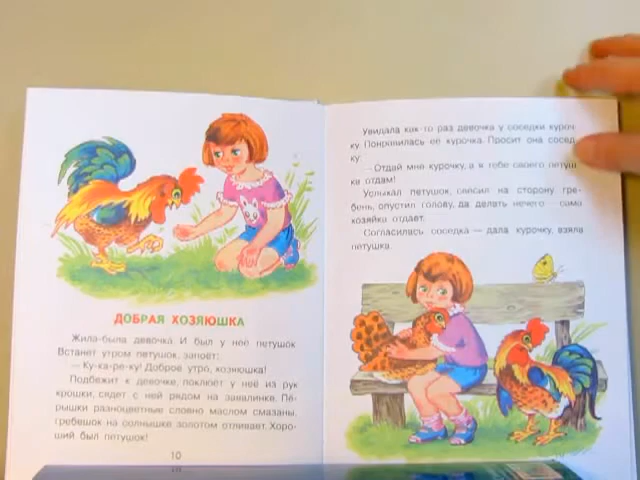 ДОБРАЯ ХОЗЯЮШКА
Жила-была девочка. И был у неё петушок.
Встанет утром петушок, запоёт:
— Ку-ка-ре-ку! Доброе утро, хозяюшка!
Подбежит к девочке, поклюёт у неё из рук
крошки, сядет с ней рядом на завалинке. Пё-
рышки разноцветные словно маслом смазаны,
гребешок на солнышке золотом отливает. Хоро-
ший был петушок!
10
Увидала как-то раз девочка у соседки куроч-
ку. Понравилась ей курочка. Просит она сосед-
ку:
— Отдай мне курочку, а я тебе своего петуш-
ка отдам!
Услыхал петушок, свесил на сторону гре-
бень, опустил голову, да делать нечего — сама
хозяйка отдаёт.
Согласилась соседка — дала курочку, взяла
петушка.